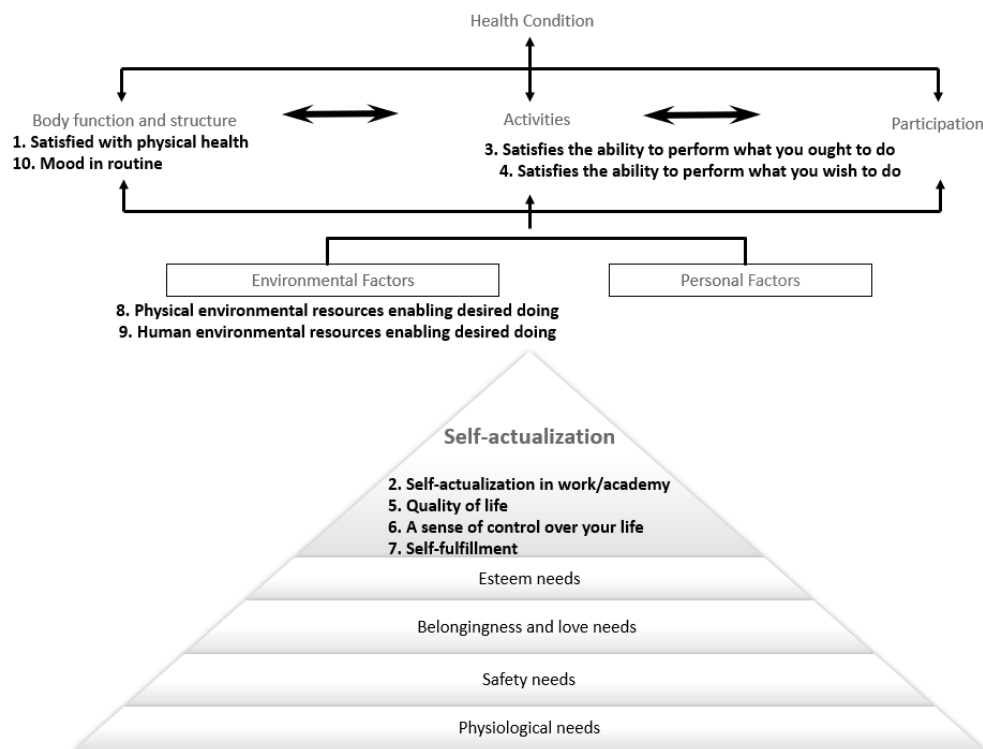 Health Condition
Body function and structure
1. Satisfied with physical health
10. Mood in routine
Activities
3. Satisfies the ability to perform what you ought to do
4. Satisfies the ability to perform what you wish to do
Participation
Environmental Factors
Personal Factors
8. Physical environmental resources enabling desired doing
9. Human environmental resources enabling desired doing
Self-actualization
2. Self-actualization in work/academy
5. Quality of life
6. A sense of control over your life
7. Self-fulfillment
Esteem needs
Belongingness and love needs
Safety needs
Physiological needs